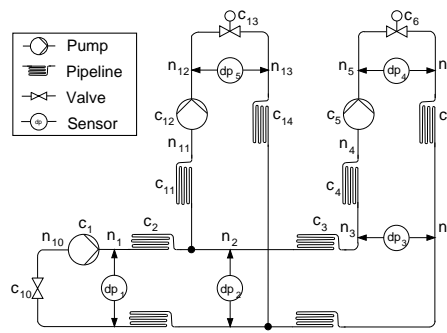 Pump
Pipeline
Valve
dp Sensor
c13
c6
n12
dp5
n13
n5
dp4
n
c12
c14
c5
c
n11
n4
c11
c4
n10
c1
n1
c2
n2
c3
n3
dp3
n
c10
dp1
dp2